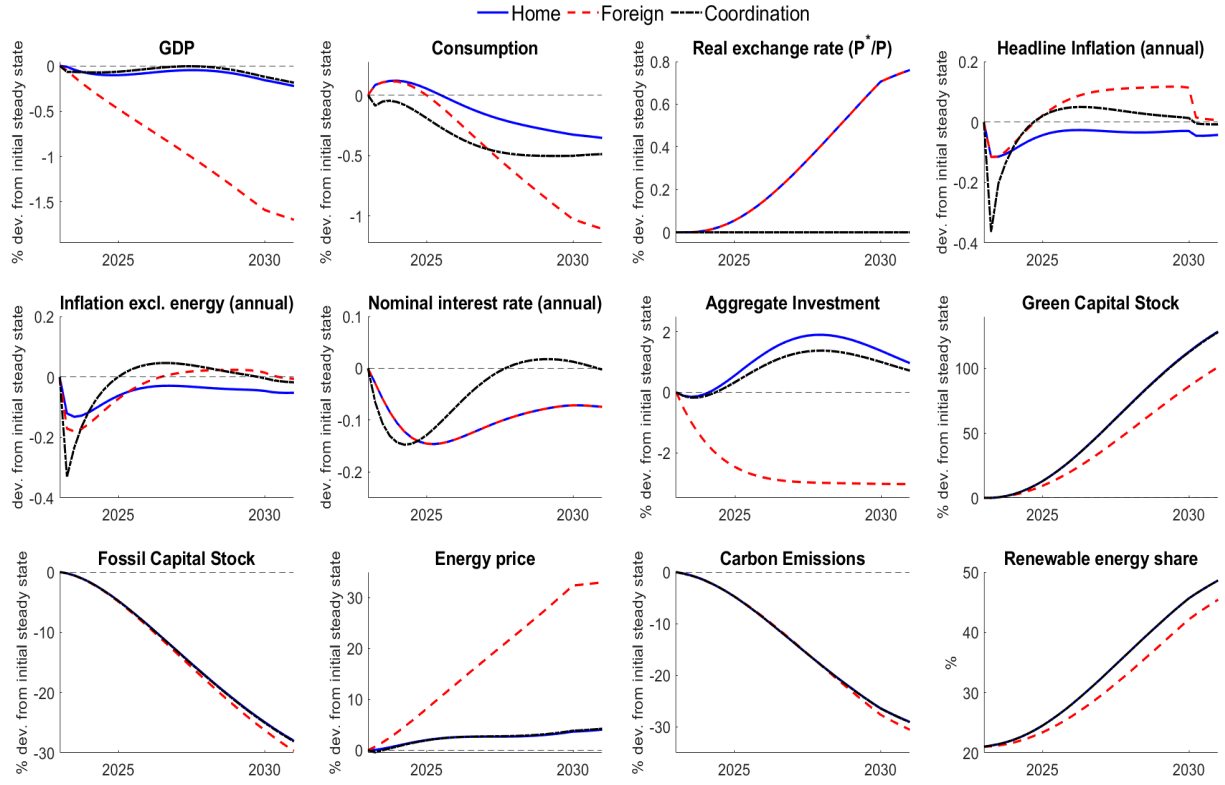 Home Foreign Coordination
GDP
% dev. from initial steady state
0
-0.5
-1
-1.5
2025
2030
Consumption
% dev. from initial steady state
0
-0.5
-1
2025
2030
Real exchange rate (P*/P)
% dev. from initial steady state
0.8
0.6
0.4
0.2
0
2025
2030
Headline Inflation (annual)
dev. from initial steady state
0.2
0
-0.2
-0.4
2025
2030
Inflation excl. energy (annual)
dev. from initial steady state
0.2
0
-0.2
-0.4
2025
2030
Nominal interest rate (annual)
dev. from initial steady state
0.1
0
-0.1
-0.2
2025
2030
Aggregate Investment
% dev. from initial steady state
2
0
-2
2025
2030
Green Capital Stock
% dev. from initial steady state
100
50
0
2025
2030
Fossil Capital Stock
% dev. from initial steady state
0
-10
-20
-30
2025
2030
Energy price
% dev. from initial steady state
30
20
10
0
2025
2030
Carbon Emissions
% dev. from initial steady state
0
-10
-20
-30
2025
2030
Renewable energy share
%
50
40
30
20
2025
2030